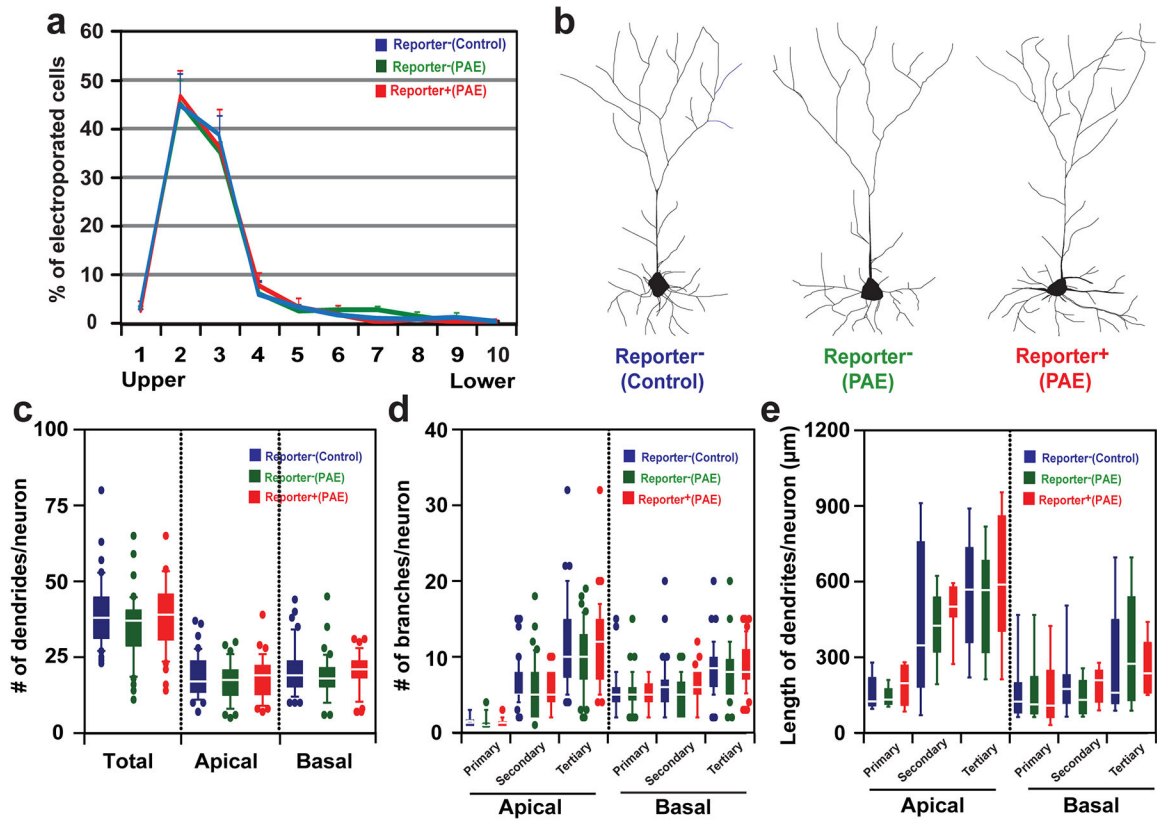 a
% of electroporated cells
60
50
40
30
20
10
0
Reporter-(Control)
Reporter-(PAE)
Reporter+(PAE)
1 2 3 4 5 6 7 8 9 10
Upper Lower
b
Reporter-
(Control)
Reporter-
(PAE)
Reporter+
(PAE)
c
# of dendrides/neuron
100
75
50
25
0
Reporter-(Control)
Reporter-(PAE)
Reporter+(PAE)
Total Apical Basal
d
# of branches/neuron
40
30
20
10
0
Reporter-(Control)
Reporter-(PAE)
Reporter+(PAE)
Primary Secondary Tertiary Primary Secondary Tertiary
Apical Basal
e
Length of dendrites/neuron (μm)
1200
900
600
300
0
Reporter-(Control)
Reporter-(PAE)
Reporter+(PAE)
Primary Secondary Tertiary Primary Secondary Tertiary
Apical Basal